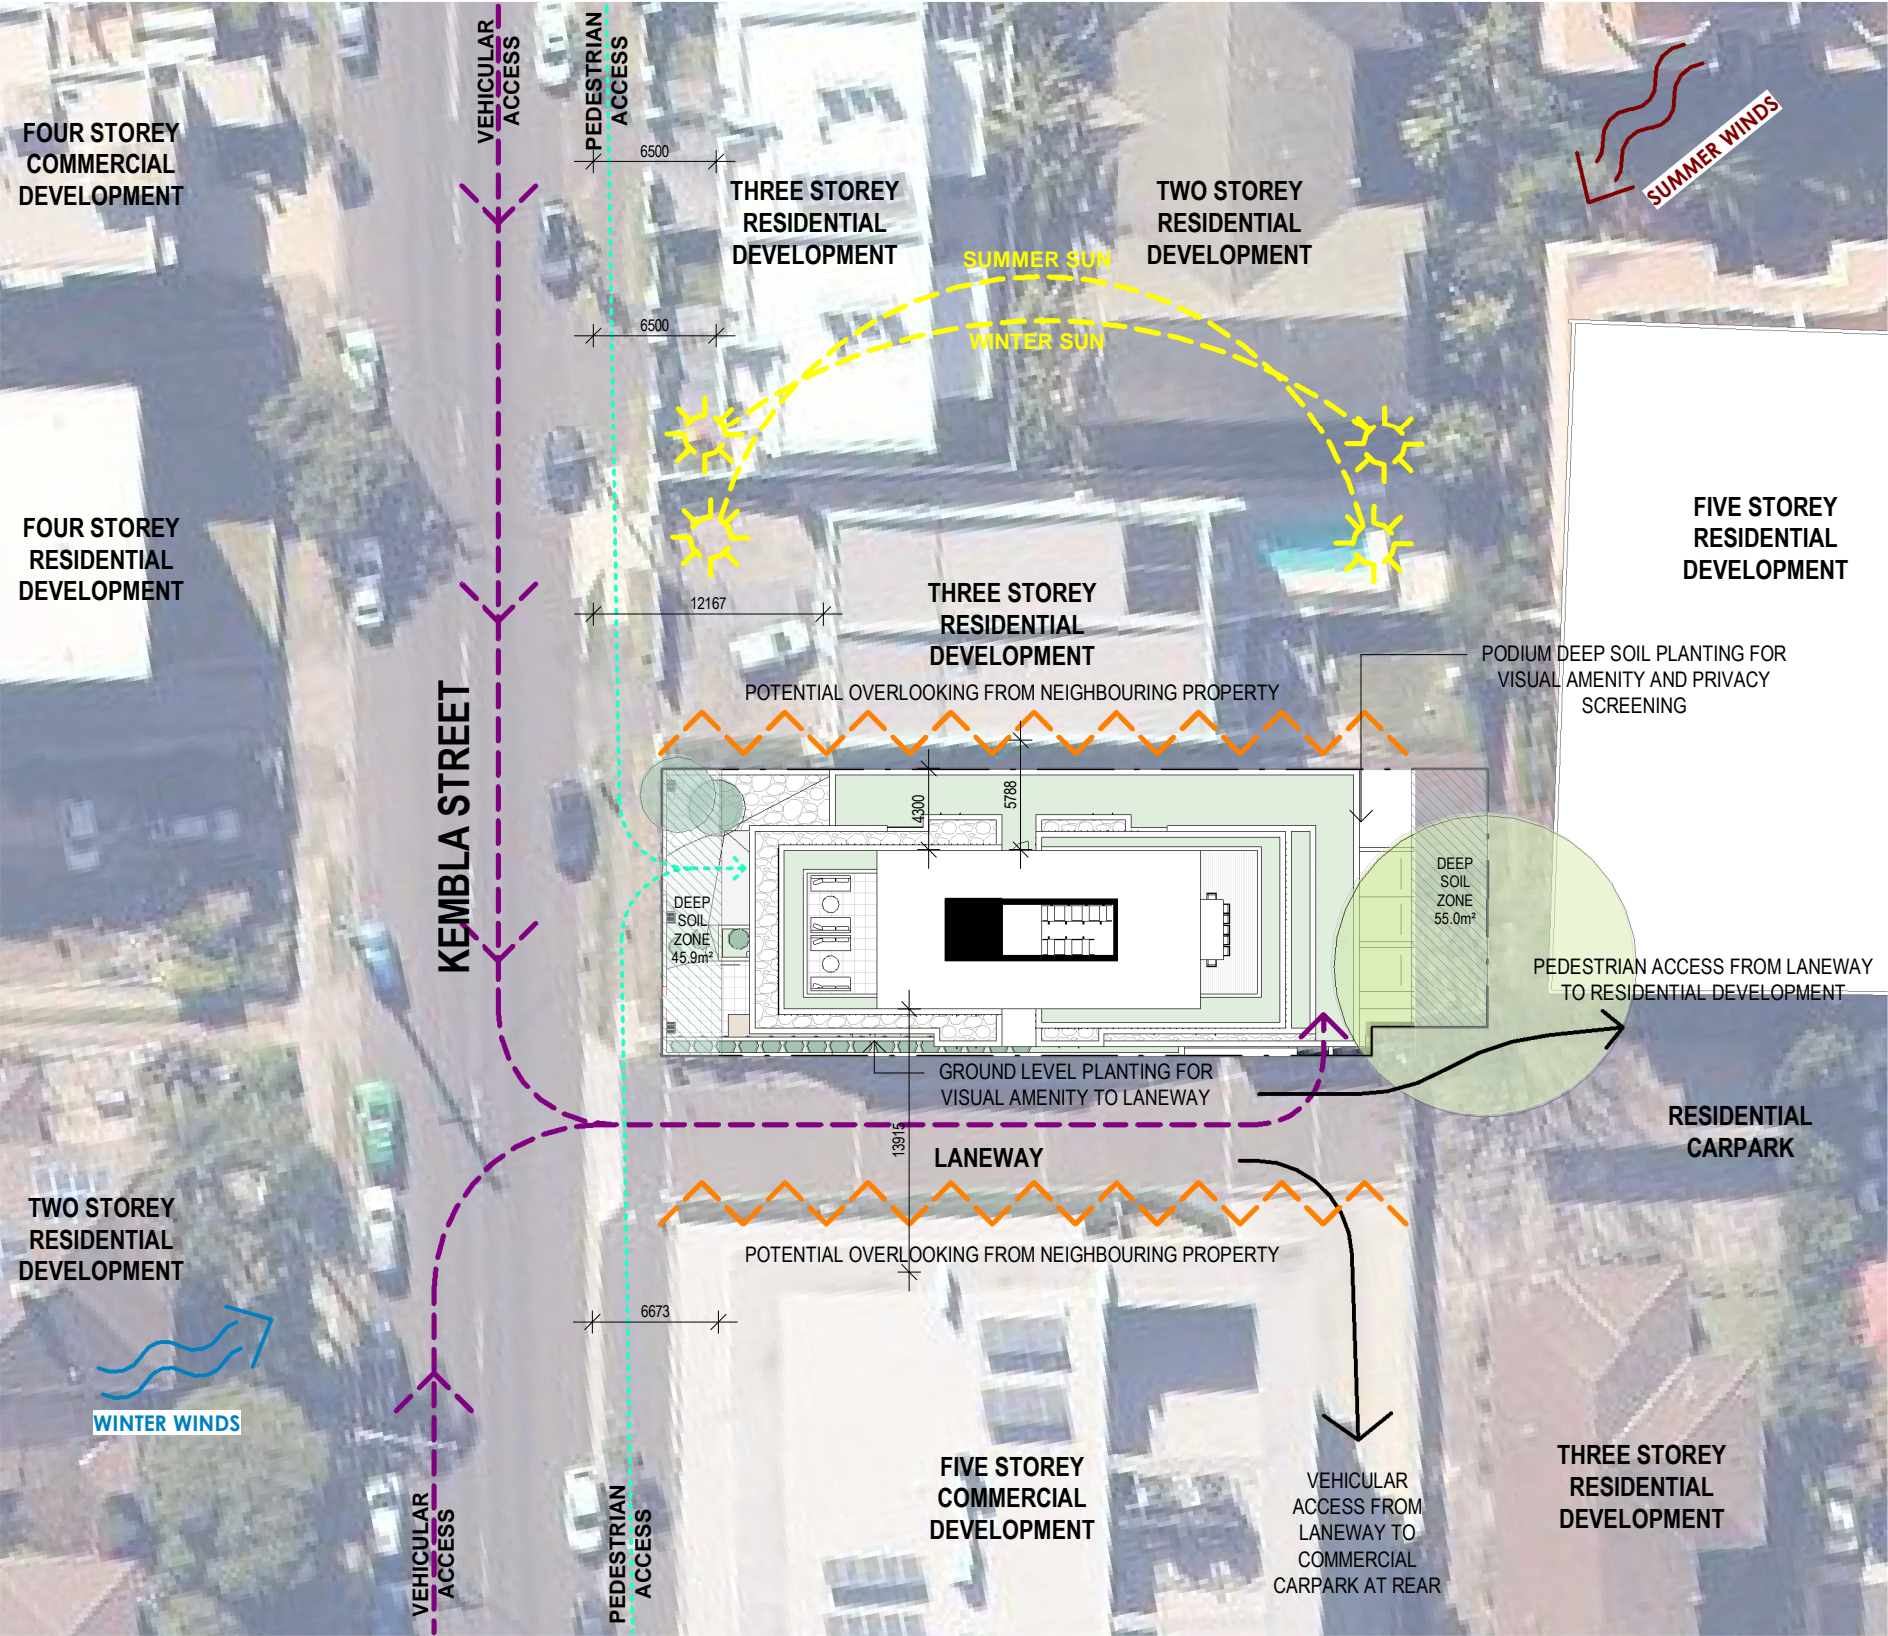 VEHICULAR
ACCESS
PEDESTRIAN
ACCESS
SUMMER WINDS
FOUR STOREY
COMMERCIAL
DEVELOPMENT
6500
THREE STOREY
RESIDENTIAL
DEVELOPMENT
TWO STOREY
RESIDENTIAL
DEVELOPMENT
SUMMER SUN
6500
WINTER SUN
FOUR STOREY
RESIDENTIAL
DEVELOPMENT
FIVE STOREY
RESIDENTIAL
DEVELOPMENT
12167
THREE STOREY
RESIDENTIAL
DEVELOPMENT
PODIUM DEEP SOIL PLANTING FOR
VISUAL AMENITY AND PRIVACY
SCREENING
POTENTIAL OVERLOOKING FROM NEIGHBOURING PROPERTY
KEMBLA STREET
4300
5788
DEEP
SOIL
ZONE
45.9m²
DEEP
SOIL
ZONE
55.0m²
PEDESTRIAN ACCESS FROM LANEWAY
TO RESIDENTIAL DEVELOPMENT
GROUND LEVEL PLANTING FOR
VISUAL AMENITY TO LANEWAY
13915
LANEWAY
RESIDENTIAL
CARPARK
TWO STOREY
RESIDENTIAL
DEVELOPMENT
POTENTIAL OVERLOOKING FROM NEIGHBOURING PROPERTY
6673
WINTER WINDS
FIVE STOREY
COMMERCIAL
DEVELOPMENT
VEHICULAR
ACCESS FROM
LANEWAY TO
COMMERCIAL
CARPARK AT REAR
THREE STOREY
RESIDENTIAL
DEVELOPMENT
VEHICULAR
ACCESS
PEDESTRIAN
ACCESS